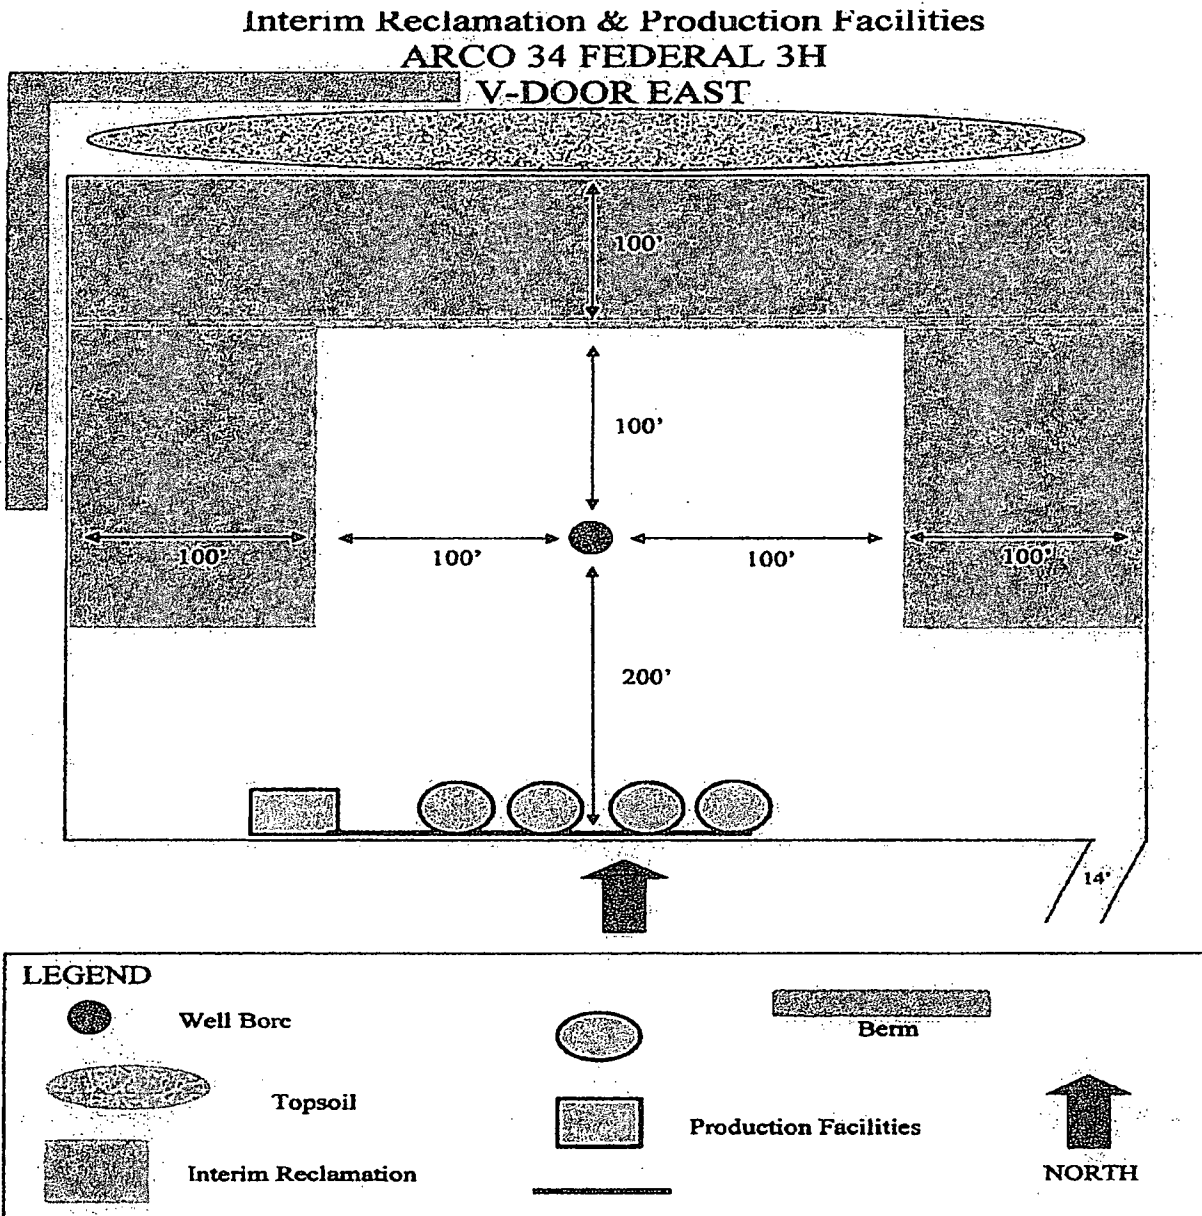 Interim Reclamation & Production Facilities
ARCO 34 FEDERAL 3H
V-DOOR EAST
100'
100'
100'
100'
100'
100'
200'
14'
LEGEND
Well Bore
Berm
Topsoil
Production Facilities
Interim Reclamation
NORTH